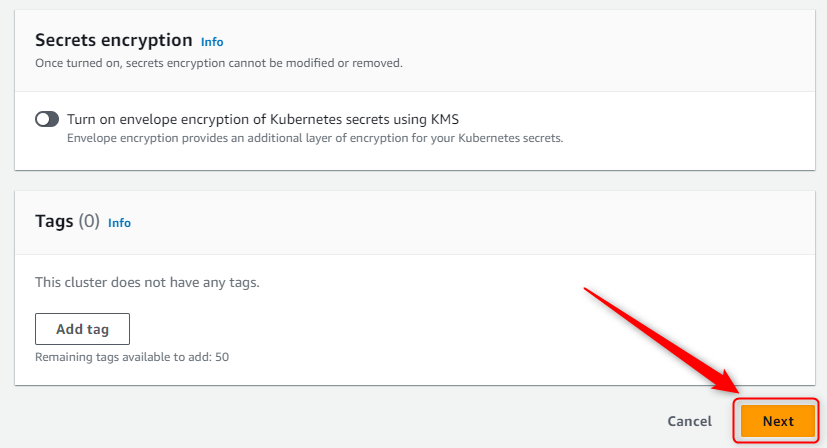 Secrets encryption Info
Once turned on, secrets encryption cannot be modified or removed.
Turn on envelope encryption of Kubernetes secrets using KMS
Envelope encryption provides an additional layer of encryption for your Kubernetes secrets.
Tags (0) Info
This cluster does not have any tags.
Add tag
Remaining tags available to add: 50
Cancel Next